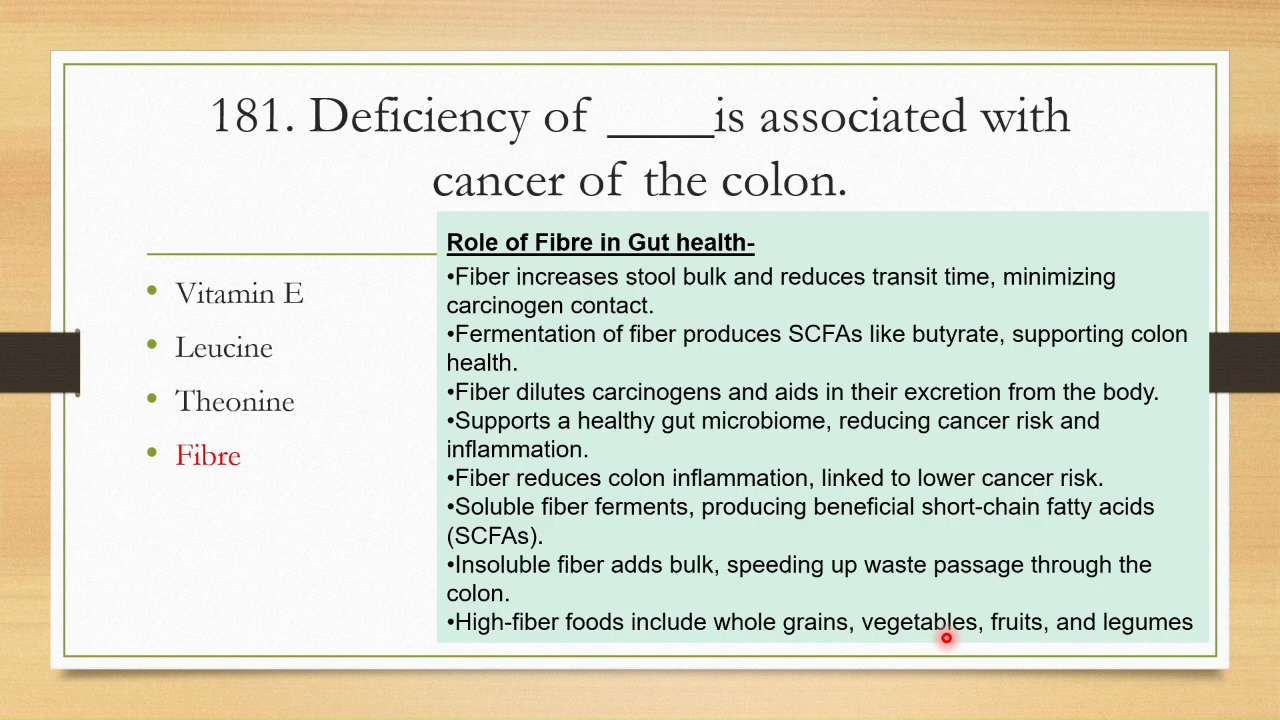 181. Deficiency of ____is associated with
cancer of the colon.
• Vitamin E
• Leucine
• Theonine
• Fibre
Role of Fibre in Gut health-
•Fiber increases stool bulk and reduces transit time, minimizing
carcinogen contact.
•Fermentation of fiber produces SCFAs like butyrate, supporting colon
health.
•Fiber dilutes carcinogens and aids in their excretion from the body.
•Supports a healthy gut microbiome, reducing cancer risk and
inflammation.
•Fiber reduces colon inflammation, linked to lower cancer risk.
•Soluble fiber ferments, producing beneficial short-chain fatty acids
(SCFAs).
•Insoluble fiber adds bulk, speeding up waste passage through the
colon.
•High-fiber foods include whole grains, vegetables, fruits, and legumes